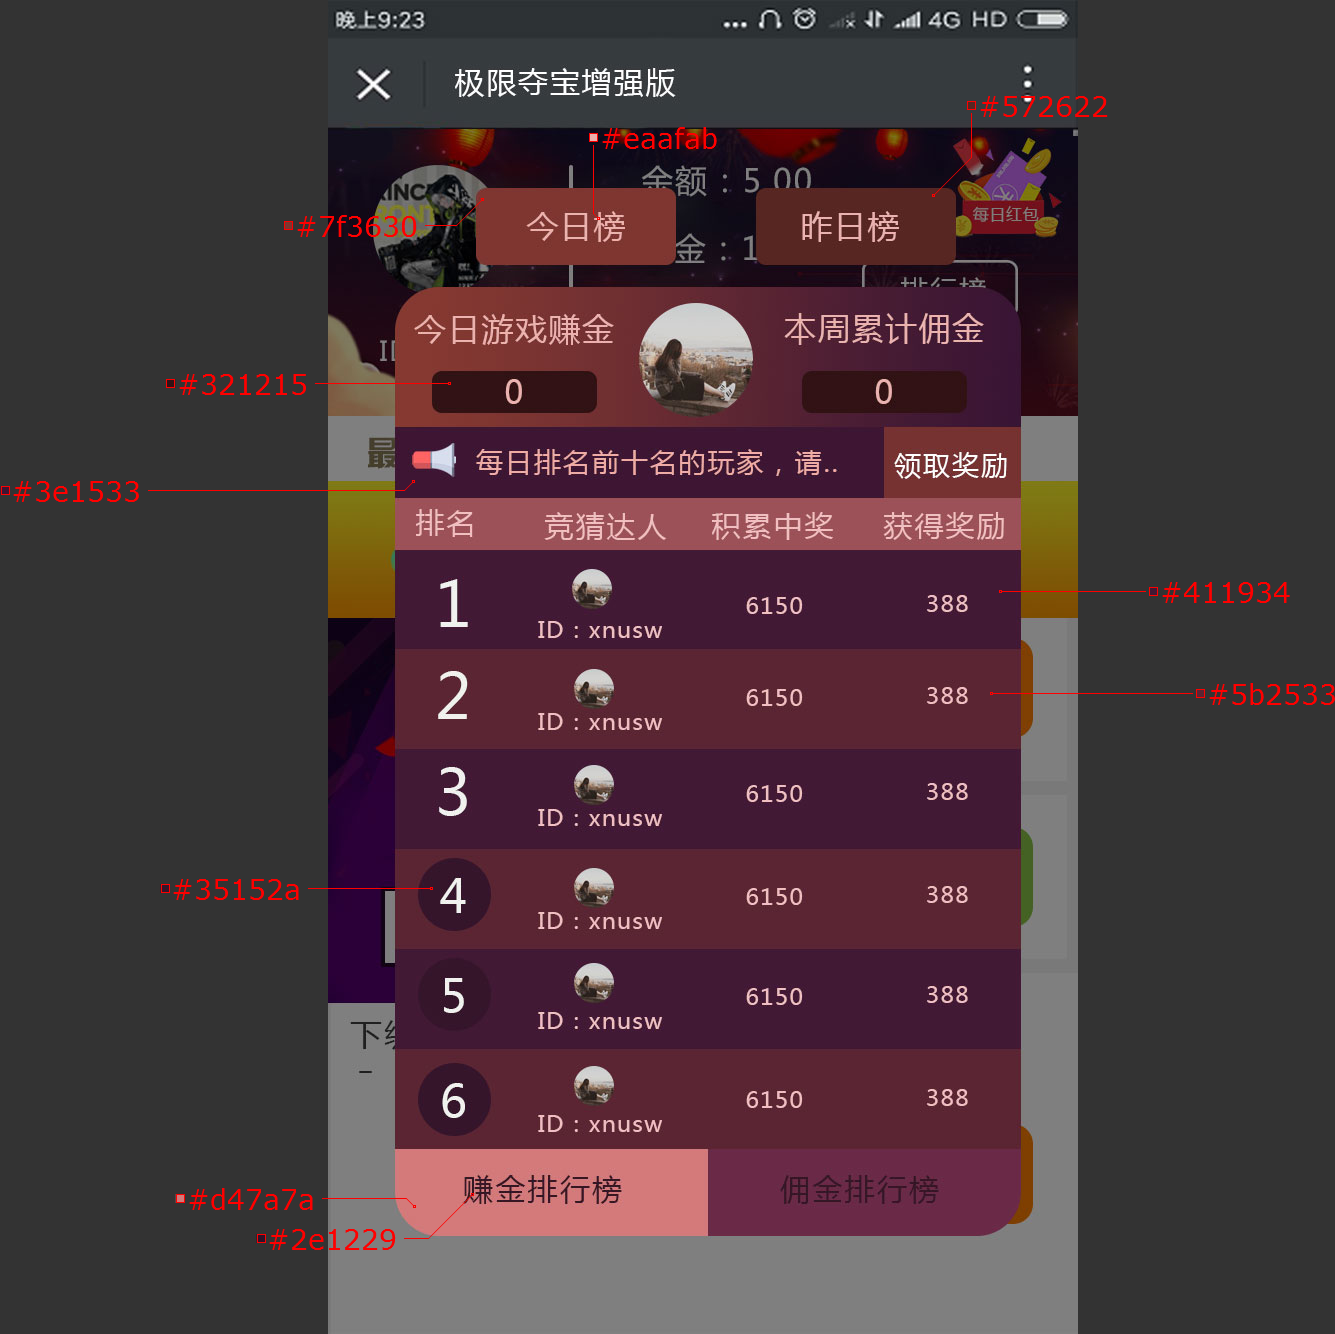 晚上9:23 ... 4G HD
极限夺宝增强版
#572622
#eaafab
金额：5.00
每日红包
#7f3630
今日榜
昨日榜
金：1
排行榜
今日游戏赚金
本周累计佣金
ID
#321215
0
0
最
每日排名前十名的玩家，请..
领取奖励
#3e1533
排名 竞猜达人 积累中奖 获得奖励
1 ID：xnusw 6150 388
#411934
2 ID：xnusw 6150 388
#5b2533
3 ID：xnusw 6150 388
#35152a
4 ID：xnusw 6150 388
5 ID：xnusw 6150 388
下
6 ID：xnusw 6150 388
赚金排行榜
佣金排行榜
#d47a7a
#2e1229